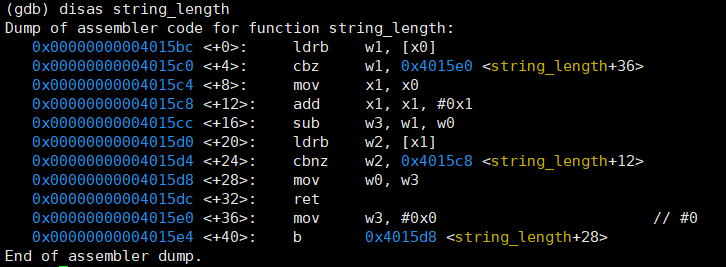 (gdb) disas string_length
Dump of assembler code for function string_length:
   0x00000000004015bc <+0>:     ldrb    w1, [x0]
   0x00000000004015c0 <+4>:     cbz     w1, 0x4015e0 <string_length+36>
   0x00000000004015c4 <+8>:     mov     x1, x0
   0x00000000004015c8 <+12>:    add     x1, x1, #0x1
   0x00000000004015cc <+16>:    sub     w3, w1, w0
   0x00000000004015d0 <+20>:    ldrb    w2, [x1]
   0x00000000004015d4 <+24>:    cbnz    w2, 0x4015c8 <string_length+12>
   0x00000000004015d8 <+28>:    mov     w0, w3
   0x00000000004015dc <+32>:    ret
   0x00000000004015e0 <+36>:    mov     w3, #0x0                        // #0
   0x00000000004015e4 <+40>:    b       0x4015d8 <string_length+28>
End of assembler dump.